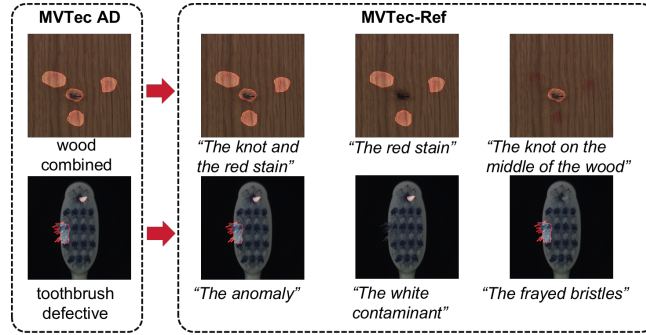 MVTec AD
MVTec-Ref
wood
combined
“The knot and
the red stain”
“The red stain”
“The knot on the
middle of the wood”
toothbrush
defective
“The anomaly”
“The white
contaminant”
“The frayed bristles”